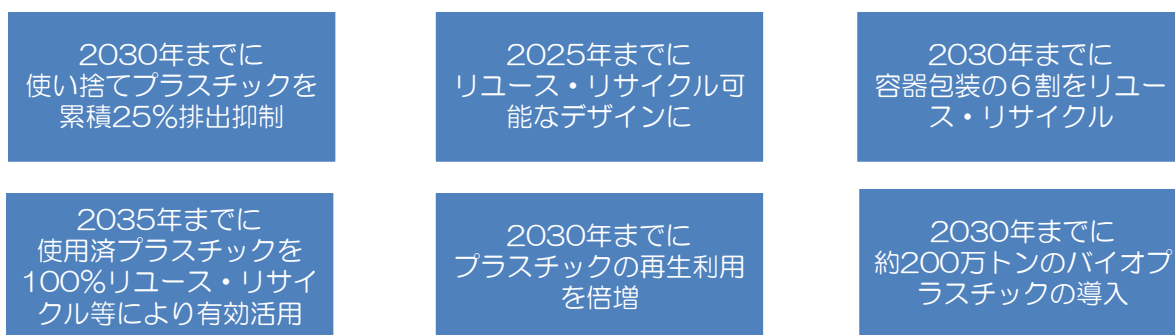 2030年までに
使い捨てプラスチックを
累積25%排出抑制
2025年までに
リユース・リサイクル可
能なデザインに
2030年までに
容器包装の6割をリユー
ス・リサイクル
2035年までに
使用済プラスチックを
100%リユース・リサイ
クル等により有効活用
2030年までに
プラスチックの再生利用
を倍増
2030年までに
約200万トンのバイオプ
ラスチックの導入